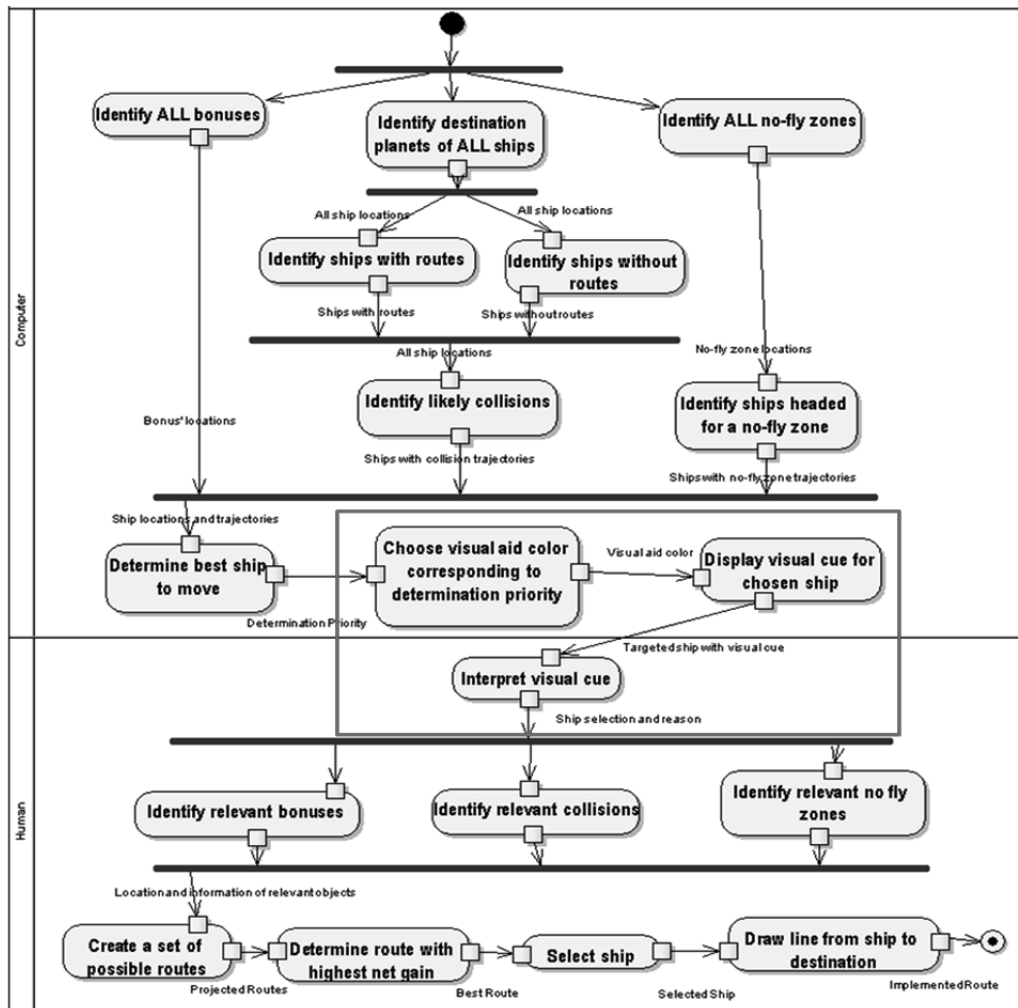 Computer
Identify ALL bonuses
Identify destination
planets of ALL ships
Identify ALL no-fly zones
All ship locations
All ship locations
Identify ships with routes
Identify ships without
routes
Ships with routes
Ships without routes
All ship locations
No-fly zone locations
Identify likely collisions
Identify ships headed
for a no-fly zone
Bonus' locations
Ships with collision trajectories
Ships with no-fly zone trajectories
Ship locations and trajectories
Determine best ship
to move
Choose visual aid color
corresponding to
determination priority
Visual aid color
Display visual cue for
chosen ship
Determination Priority
Human
Targeted ship with visual cue
Interpret visual cue
Ship selection and reason
Identify relevant bonuses
Identify relevant collisions
Identify relevant no fly
zones
Location and information of relevant objects
Create a set of
possible routes
Determine route with
highest net gain
Select ship
Draw line from ship to
destination
Projected Routes
Best Route
Selected Ship
Implemented Route